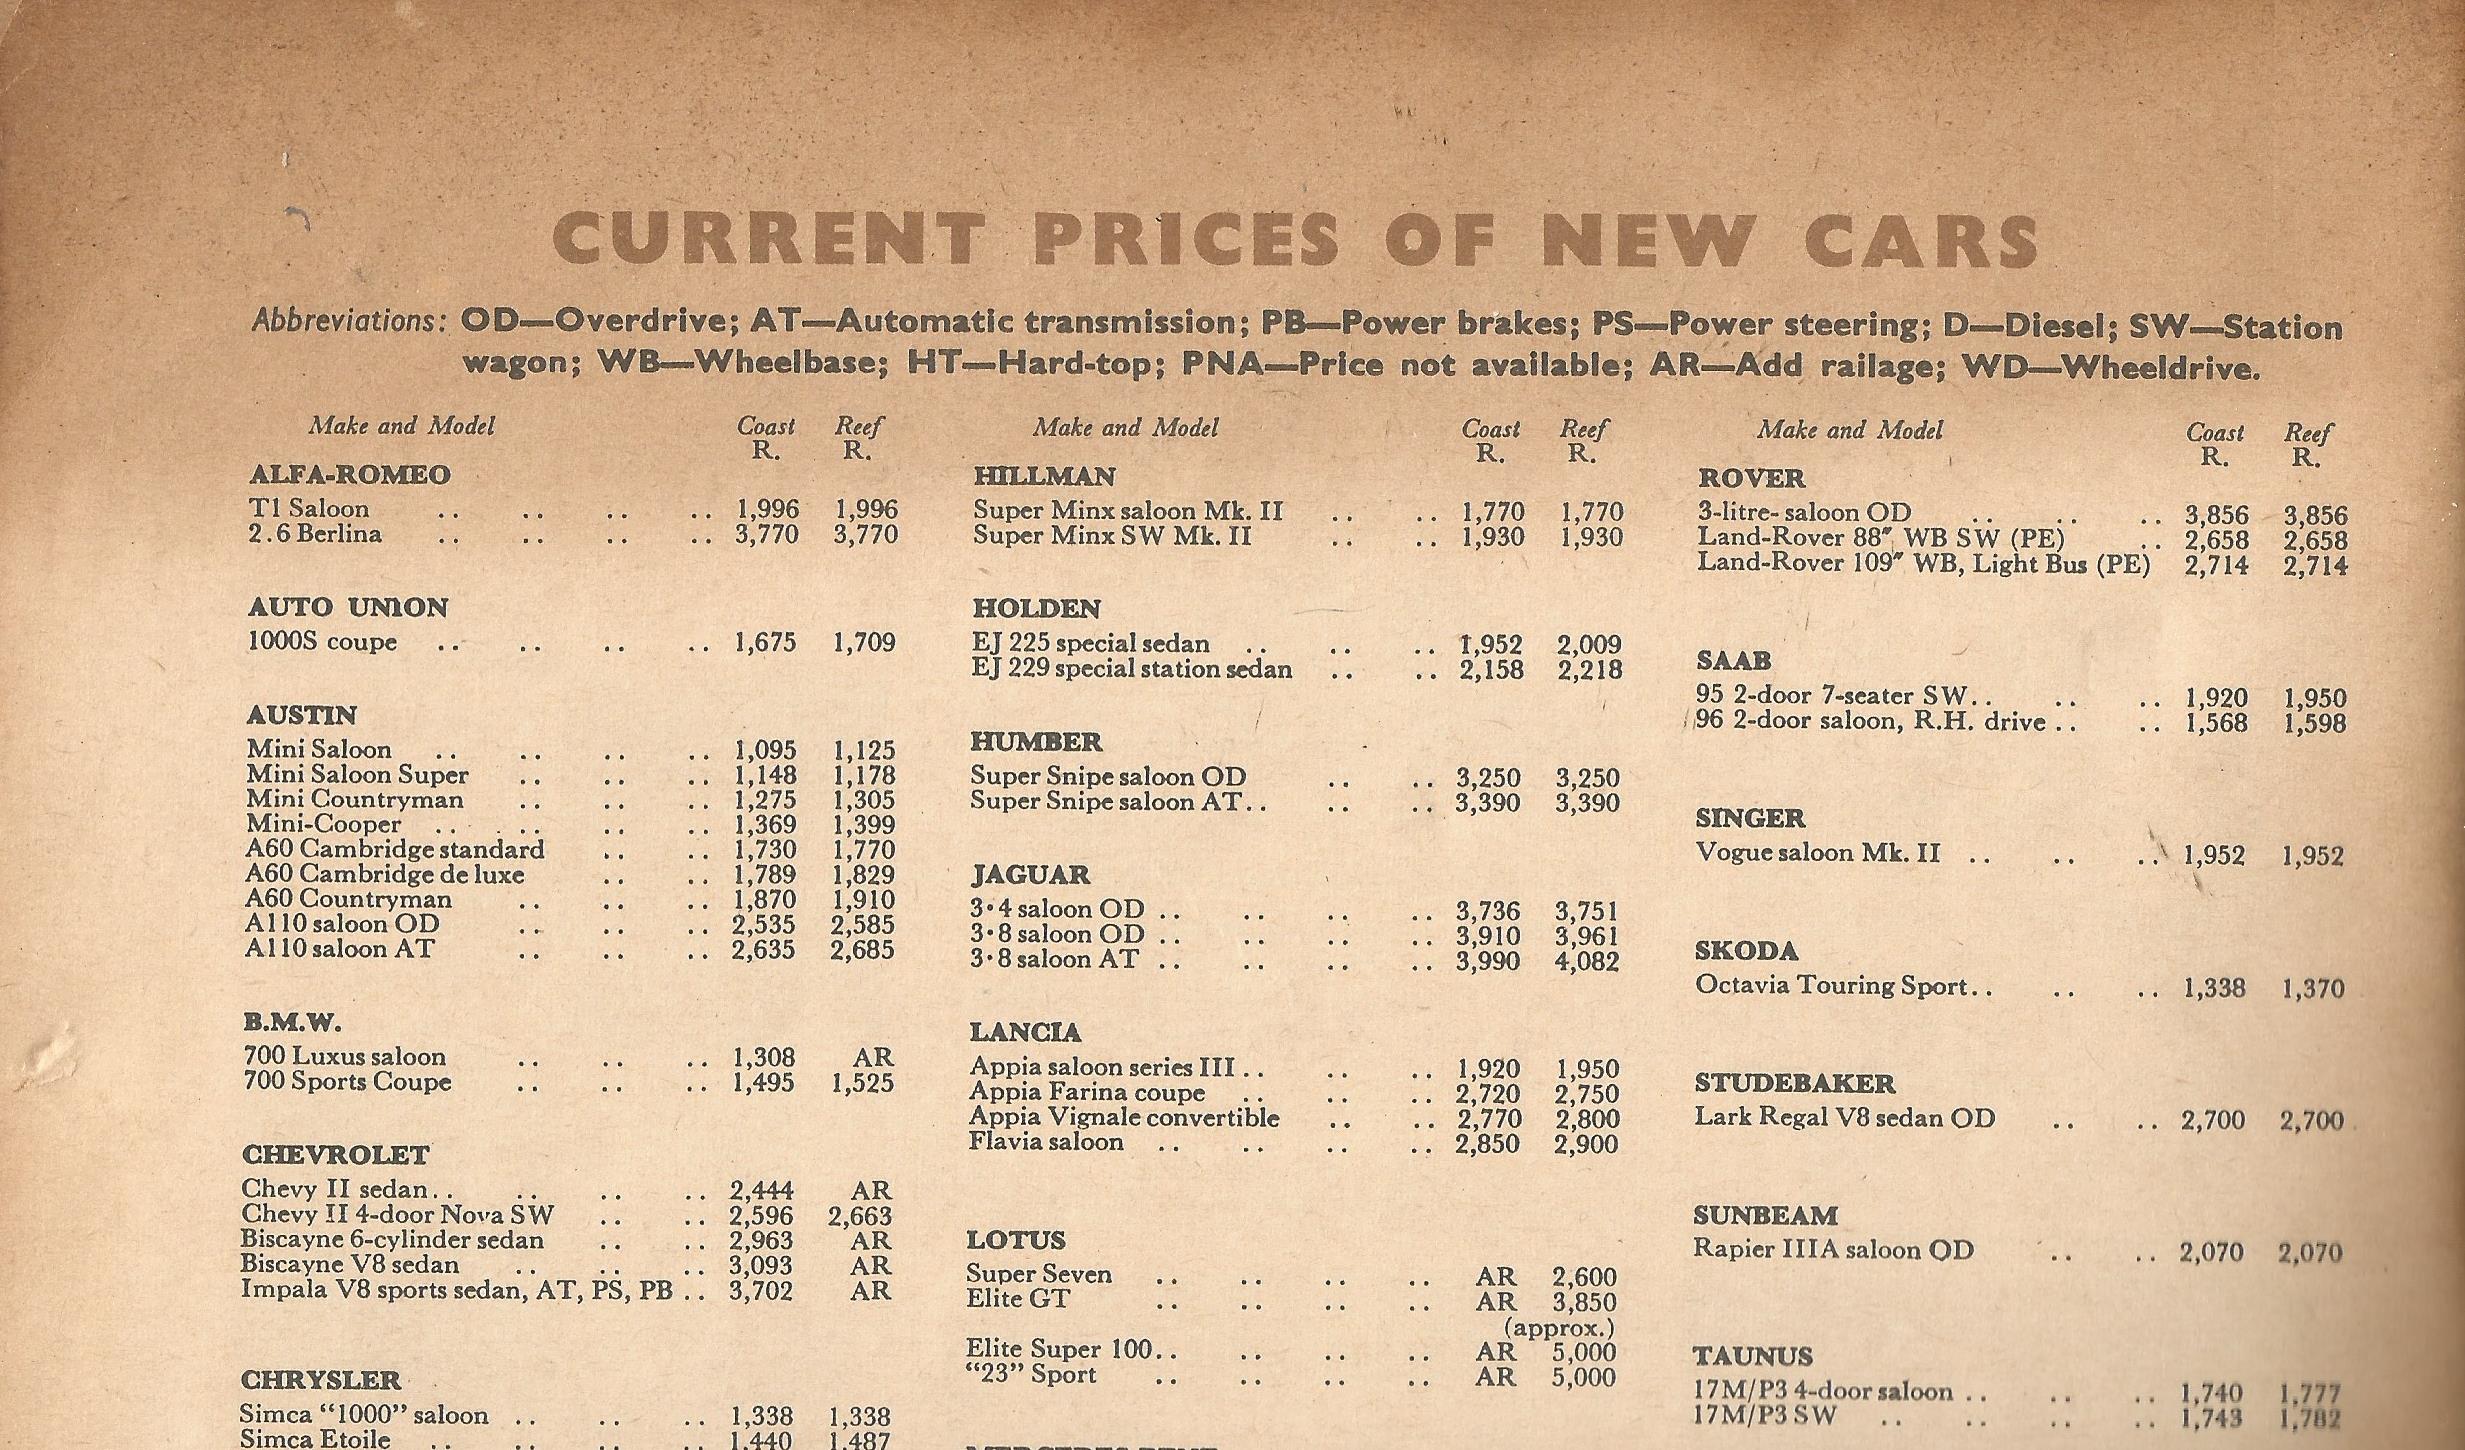 CURRENT PRICES OF NEW CARS
Abbreviations: OD—Overdrive; AT—Automatic transmission; PB—Power brakes; PS—Power steering; D—Diesel; SW—Station
wagon; WB—Wheelbase; HT—Hard-top; PNA—Price not available; AR—Add railage; WD—Wheeldrive.
Make and Model Coast Reef
R. R.
ALFA-ROMEO
T1 Saloon .. .. .. .. 1,996 1,996
2.6 Berlina .. .. .. .. 3,770 3,770
AUTO UNION
1000S coupe .. .. .. .. 1,675 1,709
AUSTIN
Mini Saloon .. .. .. .. 1,095 1,125
Mini Saloon Super .. .. .. 1,148 1,178
Mini Countryman .. .. .. 1,275 1,305
Mini-Cooper .. .. .. .. 1,369 1,399
A60 Cambridge standard .. .. 1,730 1,770
A60 Cambridge de luxe .. .. 1,789 1,829
A60 Countryman .. .. .. 1,870 1,910
A110 saloon OD .. .. .. 2,535 2,585
A110 saloon AT .. .. .. 2,635 2,685
B.M.W.
700 Luxus saloon .. .. .. 1,308 AR
700 Sports Coupe .. .. .. 1,495 1,525
CHEVROLET
Chevy II sedan.. .. .. .. 2,444 AR
Chevy II 4-door Nova SW .. .. 2,596 2,663
Biscayne 6-cylinder sedan .. .. 2,963 AR
Biscayne V8 sedan .. .. .. 3,093 AR
Impala V8 sports sedan, AT, PS, PB .. 3,702 AR
CHRYSLER
Simca “1000” saloon .. .. .. 1,338 1,338
Simca Etoile .. .. .. .. 1,440 1,487
Make and Model Coast Reef
R. R.
HILLMAN
Super Minx saloon Mk. II .. .. 1,770 1,770
Super Minx SW Mk. II .. .. 1,930 1,930
HOLDEN
EJ 225 special sedan .. .. .. 1,952 2,009
EJ 229 special station sedan .. .. 2,158 2,218
HUMBER
Super Snipe saloon OD .. .. 3,250 3,250
Super Snipe saloon AT.. .. .. 3,390 3,390
JAGUAR
3·4 saloon OD .. .. .. .. 3,736 3,751
3·8 saloon OD .. .. .. .. 3,910 3,961
3·8 saloon AT .. .. .. .. 3,990 4,082
LANCIA
Appia saloon series III .. .. .. 1,920 1,950
Appia Farina coupe .. .. .. 2,720 2,750
Appia Vignale convertible .. .. 2,770 2,800
Flavia saloon .. .. .. .. 2,850 2,900
LOTUS
Super Seven .. .. .. .. AR 2,600
Elite GT .. .. .. .. AR 3,850
(approx.)
Elite Super 100.. .. .. .. AR 5,000
“23” Sport .. .. .. .. AR 5,000
Make and Model Coast Reef
R. R.
ROVER
3-litre- saloon OD .. .. .. 3,856 3,856
Land-Rover 88″ WB SW (PE) .. 2,658 2,658
Land-Rover 109″ WB, Light Bus (PE) 2,714 2,714
SAAB
95 2-door 7-seater SW.. .. .. 1,920 1,950
96 2-door saloon, R.H. drive .. .. 1,568 1,598
SINGER
Vogue saloon Mk. II .. .. .. 1,952 1,952
SKODA
Octavia Touring Sport.. .. .. 1,338 1,370
STUDEBAKER
Lark Regal V8 sedan OD .. .. 2,700 2,700
SUNBEAM
Rapier IIIA saloon OD .. .. 2,070 2,070
TAUNUS
17M/P3 4-door saloon .. .. .. 1,740 1,777
17M/P3 SW .. .. .. .. 1,743 1,782